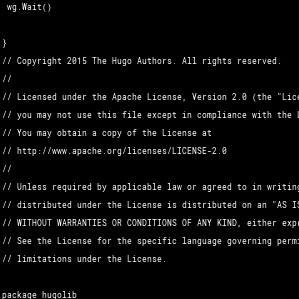 wg.Wait()
}
// Copyright 2015 The Hugo Authors. All rights reserved.
//
// Licensed under the Apache License, Version 2.0 (the "Lice
// you may not use this file except in compliance with the L
// You may obtain a copy of the License at
// http://www.apache.org/licenses/LICENSE-2.0
//
// Unless required by applicable law or agreed to in writing
// distributed under the License is distributed on an "AS IS
// WITHOUT WARRANTIES OR CONDITIONS OF ANY KIND, either expr
// See the License for the specific language governing permi
// limitations under the License.
package hugolib